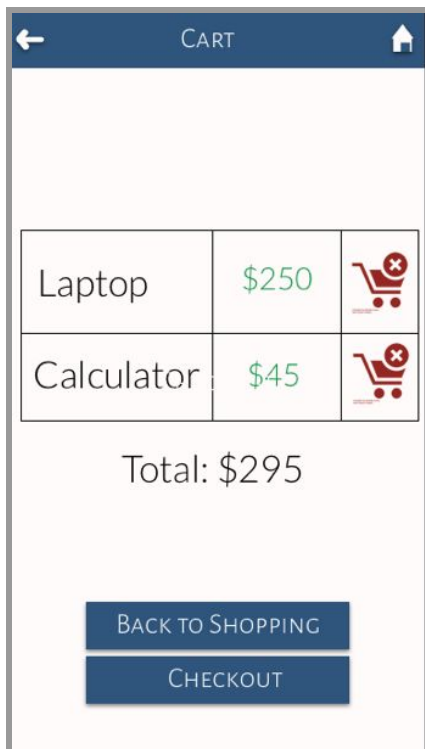 CART
Laptop $250
Calculator $45
Total: $295
BACK TO SHOPPING
CHECKOUT